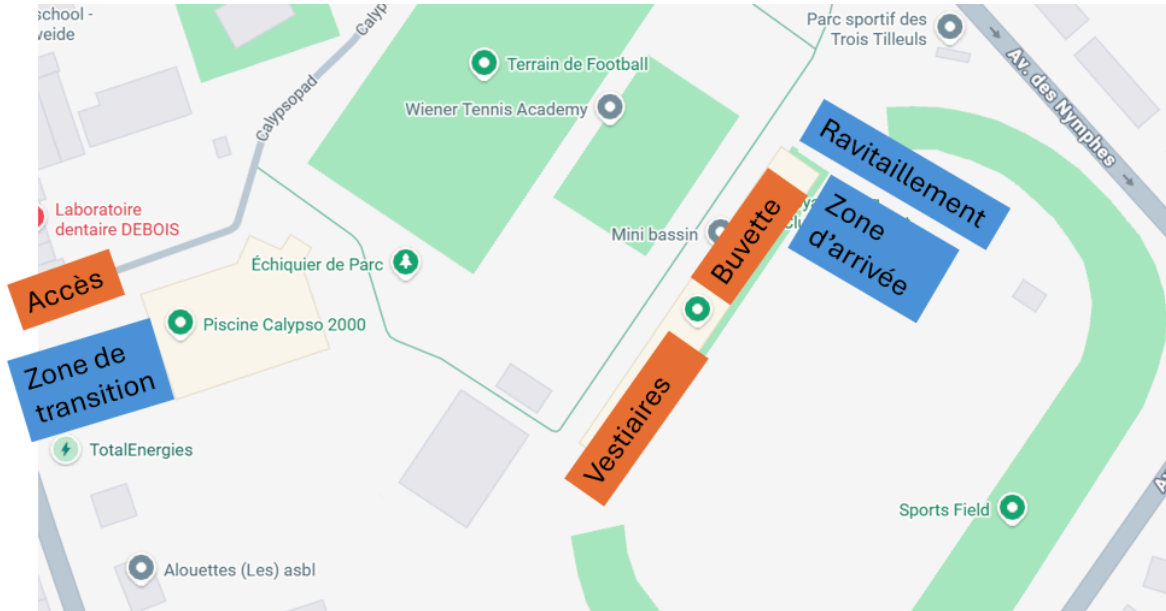 school -
weide
Calypsopad
Terrain de Football
Wiener Tennis Academy
Parc sportif des
Trois Tilleuls
Av. des Nymphes
Laboratoire
dentaire DEBOIS
Accès
Piscine Calypso 2000
Zone de
transition
TotalEnergies
Alouettes (Les) asbl
Échiquier de Parc
Mini bassin
Buvette
Vestiaires
Ravitaillement
Zone
d'arrivée
Sports Field